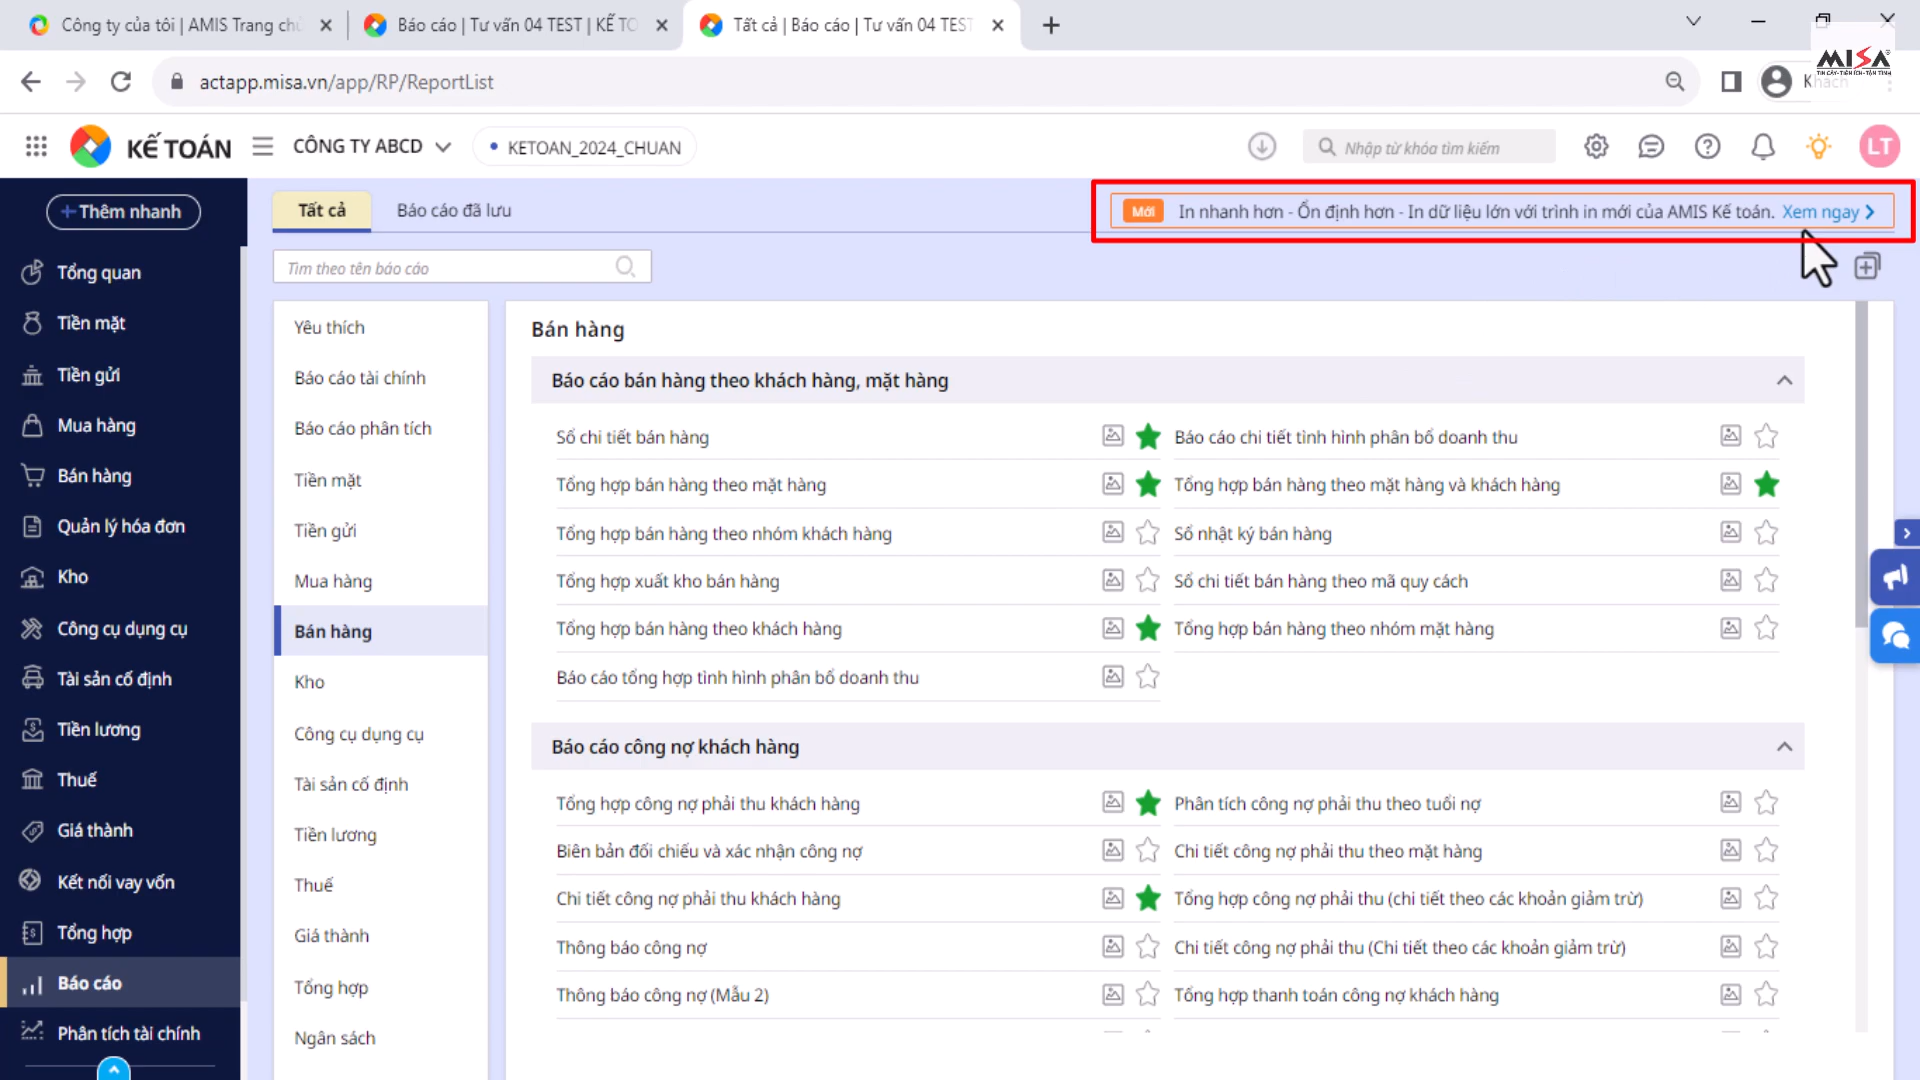 Công ty của tôi | AMIS Trang ch
Báo cáo | Tư vấn 04 TEST | KẾ TO
Tất cả | Báo cáo | Tư vấn 04 TEST
actapp.misa.vn/app/RP/ReportList
MISA
TIN CẬY-TIỆN ÍCH-TẬN TÌNH
Khách
KẾ TOÁN
CÔNG TY ABCD
KETOAN_2024_CHUAN
Nhập từ khóa tìm kiếm
LT
+ Thêm nhanh
Tất cả
Báo cáo đã lưu
Mới In nhanh hơn - Ổn định hơn - In dữ liệu lớn với trình in mới của AMIS Kế toán. Xem ngay
Tìm theo tên báo cáo
Tổng quan
Tiền mặt
Tiền gửi
Mua hàng
Bán hàng
Quản lý hóa đơn
Kho
Công cụ dụng cụ
Tài sản cố định
Tiền lương
Thuế
Giá thành
Kết nối vay vốn
Tổng hợp
Báo cáo
Phân tích tài chính
Yêu thích
Báo cáo tài chính
Báo cáo phân tích
Tiền mặt
Tiền gửi
Mua hàng
Bán hàng
Kho
Công cụ dụng cụ
Tài sản cố định
Tiền lương
Thuế
Giá thành
Tổng hợp
Ngân sách
Bán hàng
Báo cáo bán hàng theo khách hàng, mặt hàng
Sổ chi tiết bán hàng
Báo cáo chi tiết tình hình phân bổ doanh thu
Tổng hợp bán hàng theo mặt hàng
Tổng hợp bán hàng theo mặt hàng và khách hàng
Tổng hợp bán hàng theo nhóm khách hàng
Sổ nhật ký bán hàng
Tổng hợp xuất kho bán hàng
Sổ chi tiết bán hàng theo mã quy cách
Tổng hợp bán hàng theo khách hàng
Tổng hợp bán hàng theo nhóm mặt hàng
Báo cáo tổng hợp tình hình phân bổ doanh thu
Báo cáo công nợ khách hàng
Tổng hợp công nợ phải thu khách hàng
Phân tích công nợ phải thu theo tuổi nợ
Biên bản đối chiếu và xác nhận công nợ
Chi tiết công nợ phải thu theo mặt hàng
Chi tiết công nợ phải thu khách hàng
Tổng hợp công nợ phải thu (chi tiết theo các khoản giảm trừ)
Thông báo công nợ
Chi tiết công nợ phải thu (Chi tiết theo các khoản giảm trừ)
Thông báo công nợ (Mẫu 2)
Tổng hợp thanh toán công nợ khách hàng